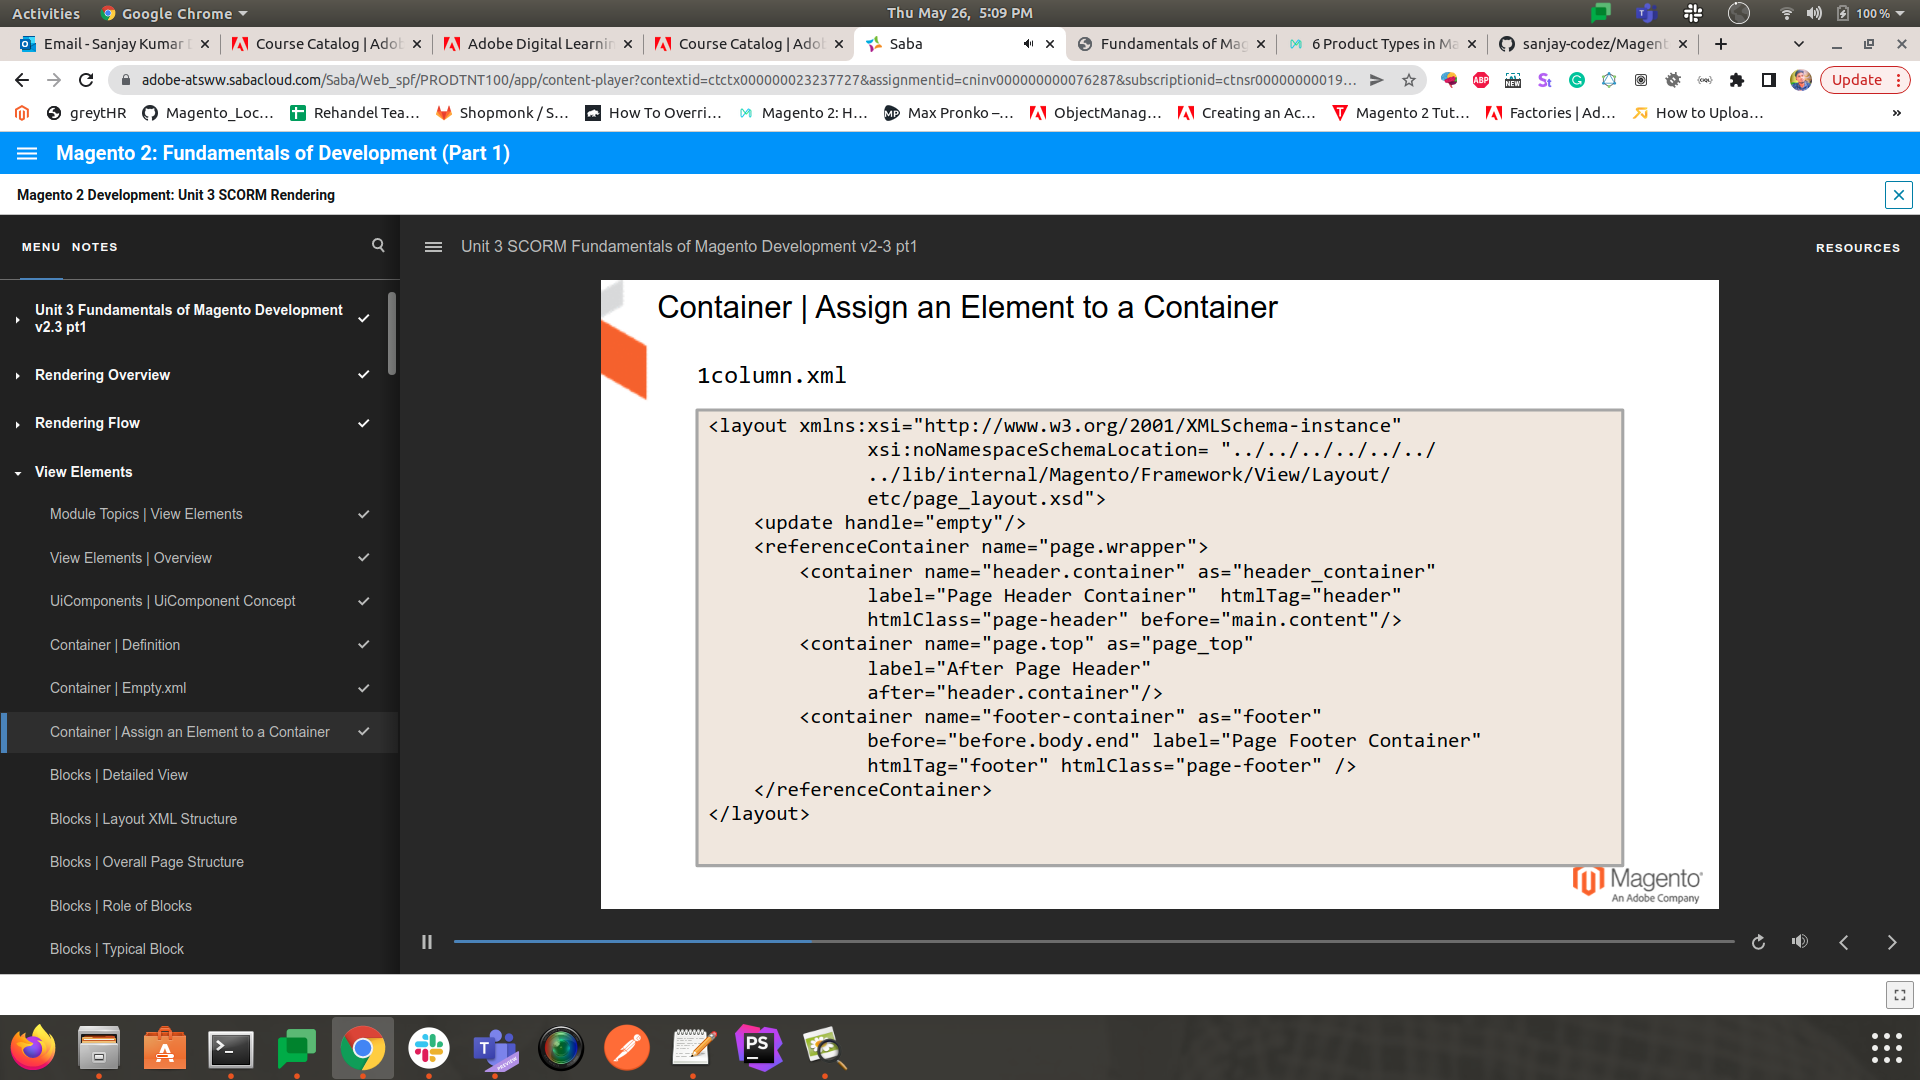 Activities
Google Chrome
Thu May 26, 5:09 PM
100 %
Email - Sanjay Kumar
Course Catalog | Adob
Adobe Digital Learnin
Course Catalog | Adob
Saba
Fundamentals of Mag
6 Product Types in Ma
sanjay-codez/Magent
adobe-atsww.sabacloud.com/Saba/Web_spf/PRODTNT100/app/content-player?contextid=ctctx000000023237727&assignmentid=cninv000000000076287&subscriptionid=ctnsr00000000019...
ABP
NEW
Update
greytHR
Magento_Loc...
Rehandel Tea...
Shopmonk / S...
How To Overri...
Magento 2: H...
Max Pronko –...
ObjectManag...
Creating an Ac...
Magento 2 Tut...
Factories | Ad...
How to Uploa...
Magento 2: Fundamentals of Development (Part 1)
Magento 2 Development: Unit 3 SCORM Rendering
MENU NOTES
Unit 3 SCORM Fundamentals of Magento Development v2-3 pt1
RESOURCES
Unit 3 Fundamentals of Magento Development
v2.3 pt1
Rendering Overview
Rendering Flow
View Elements
Module Topics | View Elements
View Elements | Overview
UiComponents | UiComponent Concept
Container | Definition
Container | Empty.xml
Container | Assign an Element to a Container
Blocks | Detailed View
Blocks | Layout XML Structure
Blocks | Overall Page Structure
Blocks | Role of Blocks
Blocks | Typical Block
Container | Assign an Element to a Container
1column.xml
<layout xmlns:xsi="http://www.w3.org/2001/XMLSchema-instance"
xsi:noNamespaceSchemaLocation= "../../../../../../
../lib/internal/Magento/Framework/View/Layout/
etc/page_layout.xsd">
<update handle="empty"/>
<referenceContainer name="page.wrapper">
<container name="header.container" as="header_container"
label="Page Header Container"  htmlTag="header"
htmlClass="page-header" before="main.content"/>
<container name="page.top" as="page_top"
label="After Page Header"
after="header.container"/>
<container name="footer-container" as="footer"
before="before.body.end" label="Page Footer Container"
htmlTag="footer" htmlClass="page-footer" />
</referenceContainer>
</layout>
Magento
An Adobe Company
PS